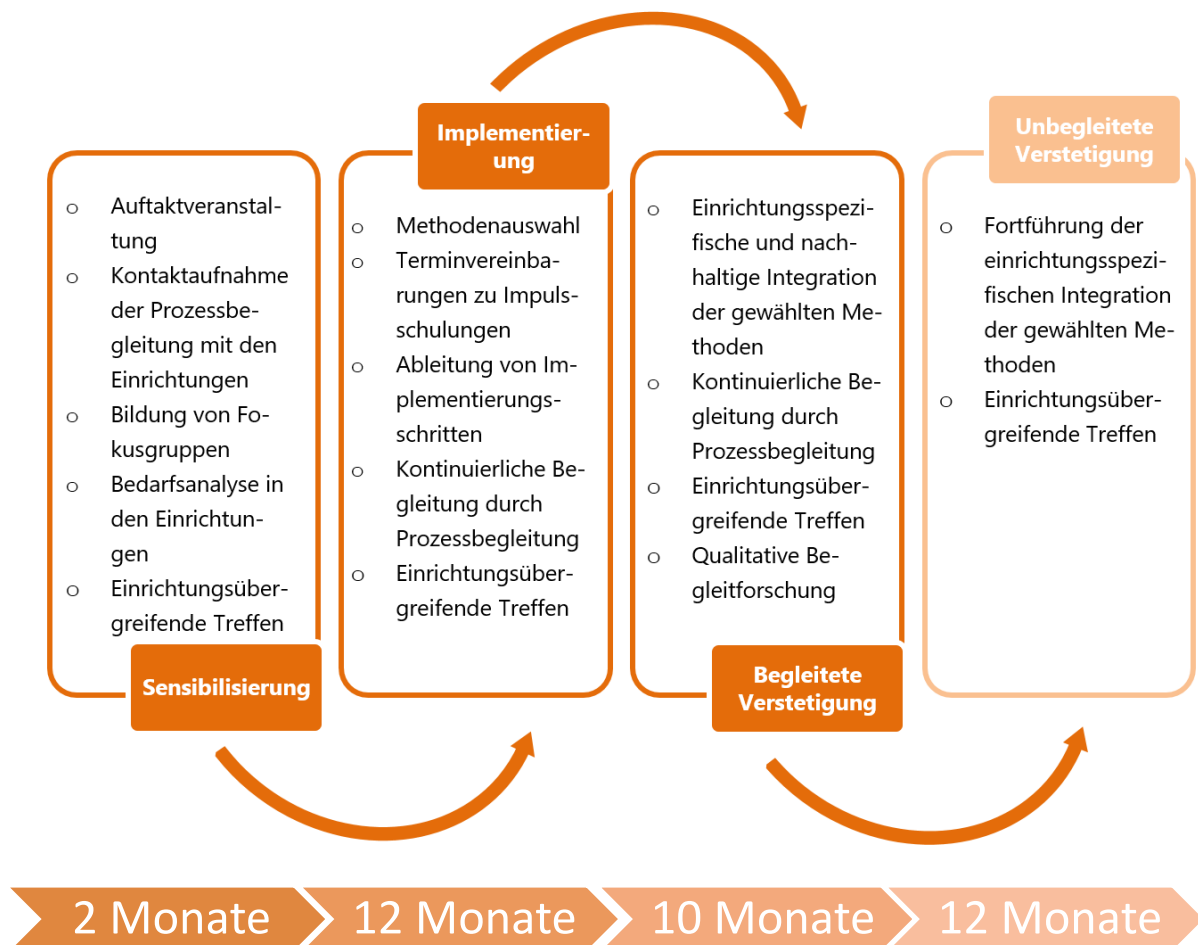 Sensibilisierung
Auftaktveranstal-
tung
Kontaktaufnahme
der Prozessbe-
gleitung mit den
Einrichtungen
Bildung von Fo-
kusgruppen
Bedarfsanalyse in
den Einrichtun-
gen
Einrichtungsüber-
greifende Treffen
Implementier-
ung
Methodenauswahl
Terminvereinba-
rungen zu Impuls-
schulungen
Ableitung von Im-
plementierungs-
schritten
Kontinuierliche Be-
gleitung durch
Prozessbegleitung
Einrichtungsüber-
greifende Treffen
Einrichtungsspezi-
fische und nach-
haltige Integration
der gewählten Me-
thoden
Kontinuierliche Be-
gleitung durch
Prozessbegleitung
Einrichtungsüber-
greifende Treffen
Qualitative Be-
gleitforschung
Begleitete
Verstetigung
Unbegleitete
Verstetigung
Fortführung der
einrichtungsspezi-
fischen Integration
der gewählten Me-
thoden
Einrichtungsüber-
greifende Treffen
2 Monate
12 Monate
10 Monate
12 Monate